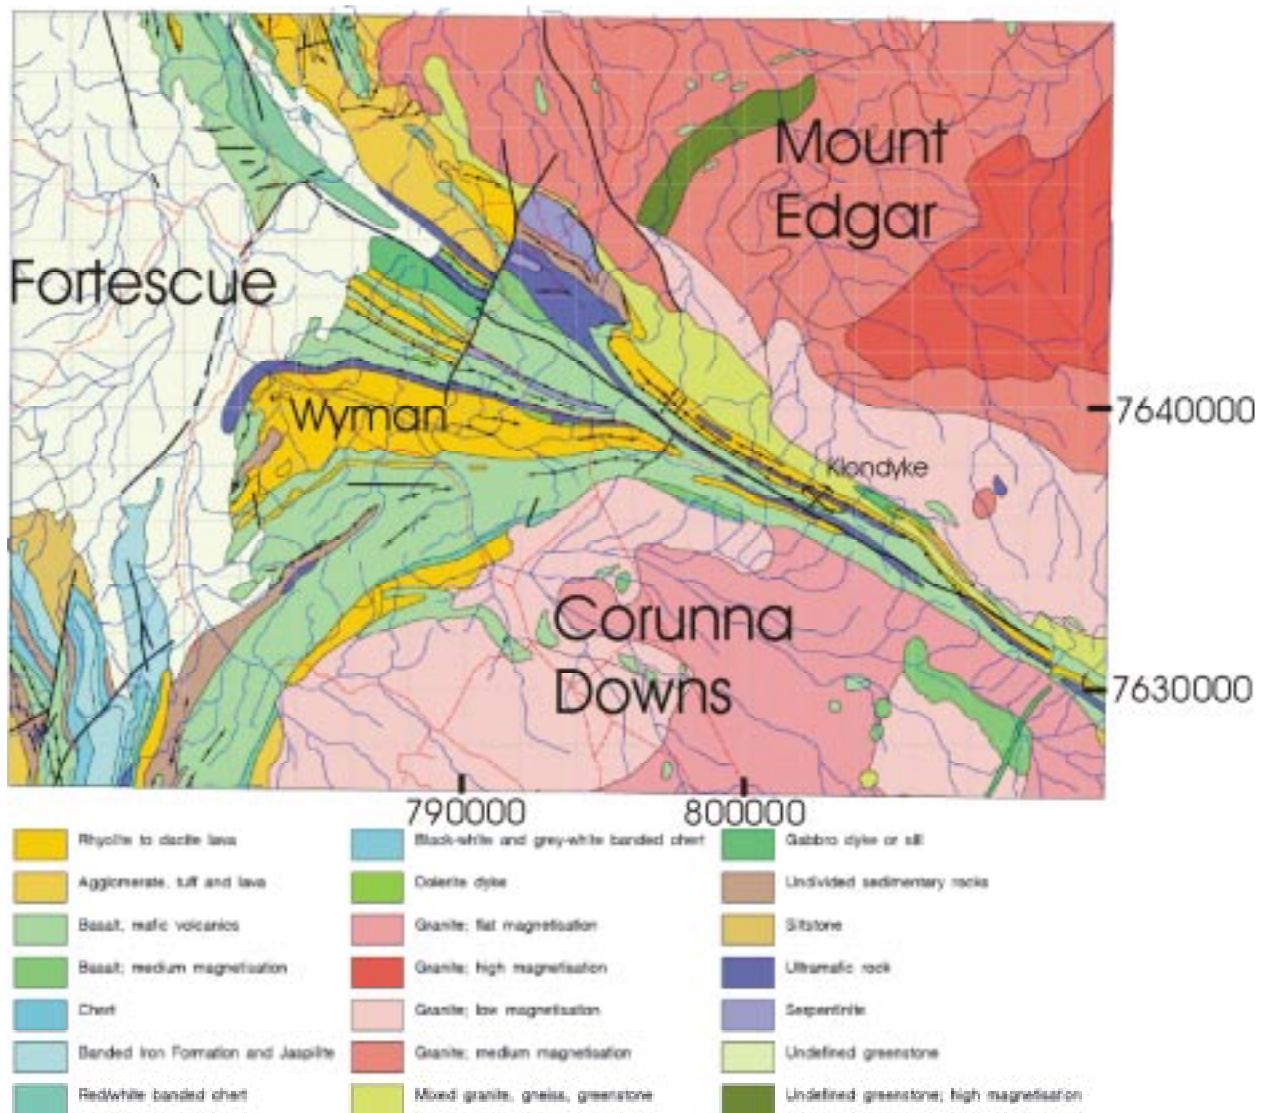 Mount
Edgar
Fortescue
Wyman
7640000
Klondyke
Corunna
Downs
7630000
790000
800000
Rhyolite to dacite lava
Black-white and grey-white banded chert
Gabbro dyke or sill
Agglomerate, tuff and lava
Dolerite dyke
Undivided sedimentary rocks
Basalt, mafic volcanics
Granite; flat magnetisation
Siltstone
Basalt; medium magnetisation
Granite; high magnetisation
Ultramafic rock
Chert
Granite; low magnetisation
Serpentinite
Banded Iron Formation and Jaspilite
Granite; medium magnetisation
Undefined greenstone
Red/white banded chert
Mixed granite, gneiss, greenstone
Undefined greenstone; high magnetisation